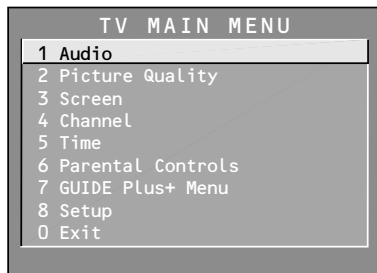 TV MAIN MENU
1 Audio
2 Picture Quality
3 Screen
4 Channel
5 Time
6 Parental Controls
7 GUIDE Plus+ Menu
8 Setup
0 Exit